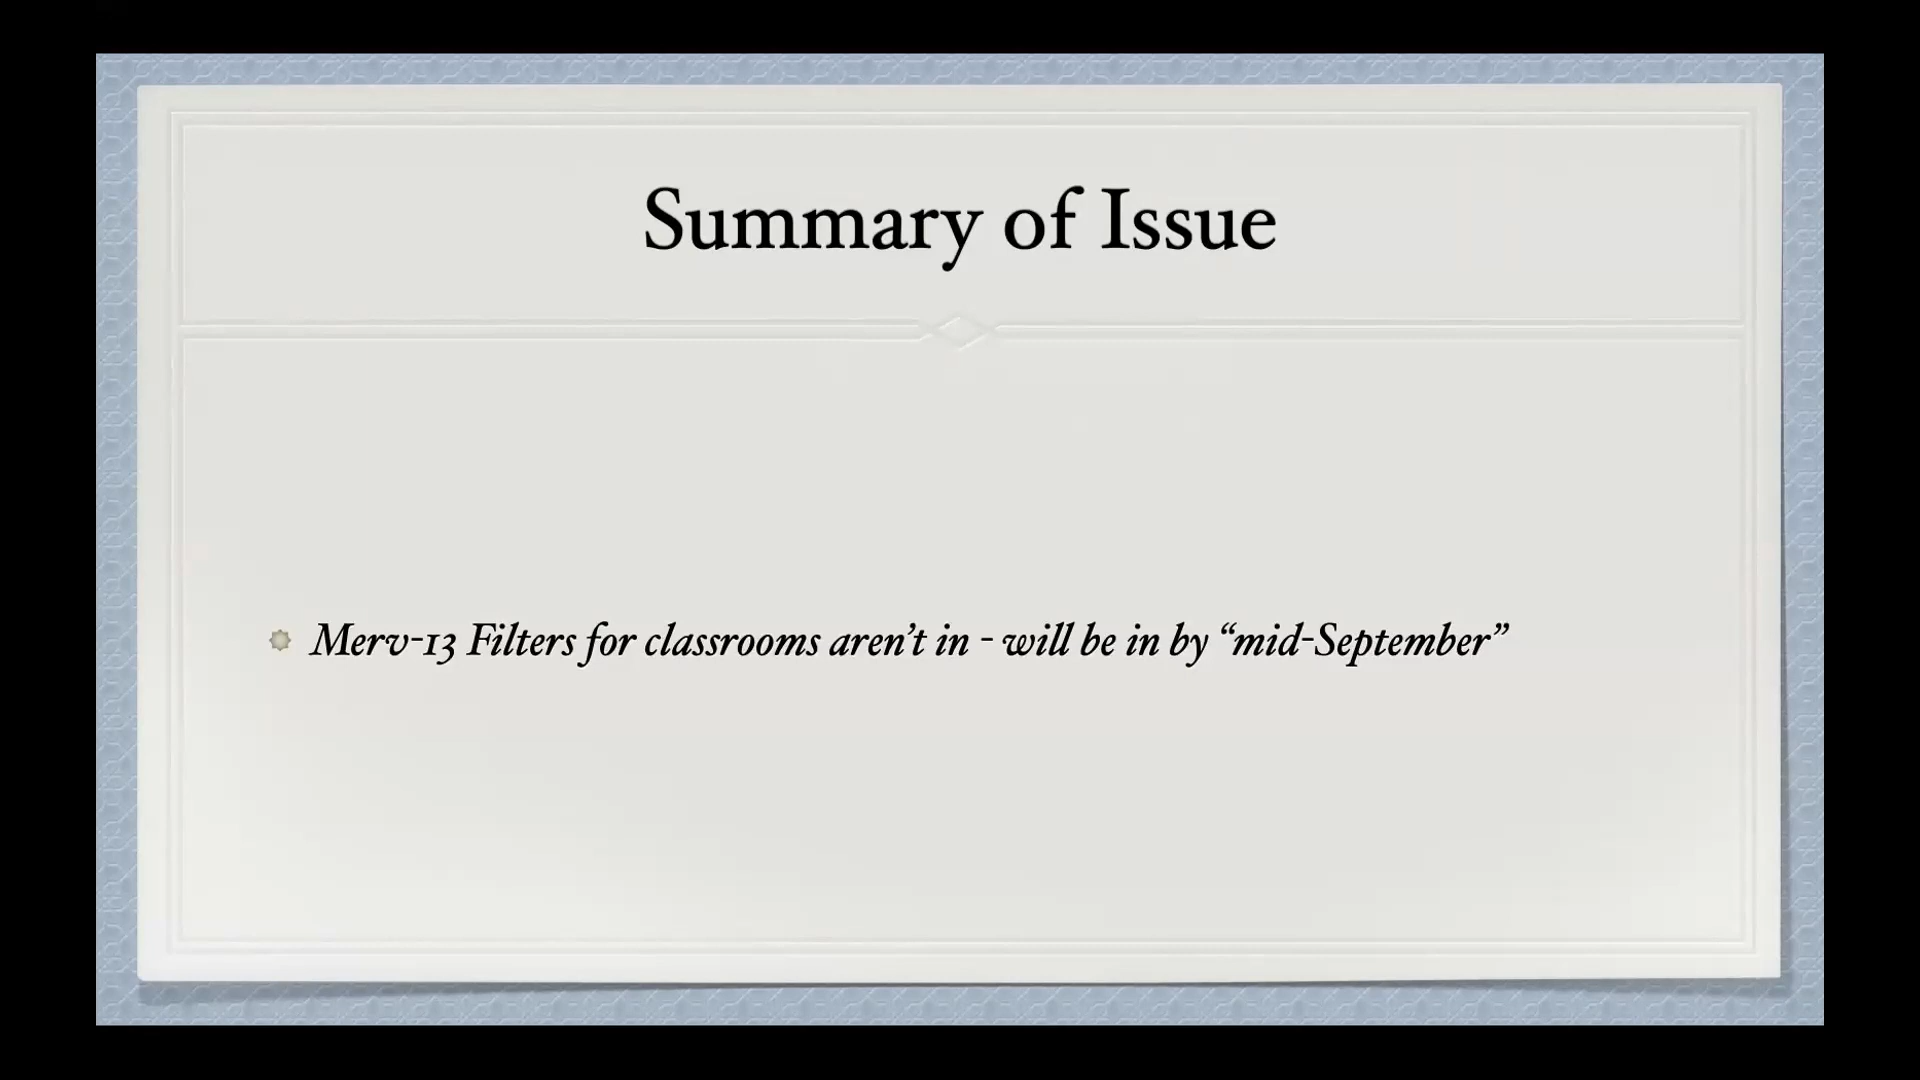 Summary of Issue
Merv-13 Filters for classrooms aren’t in - will be in by “mid-September”